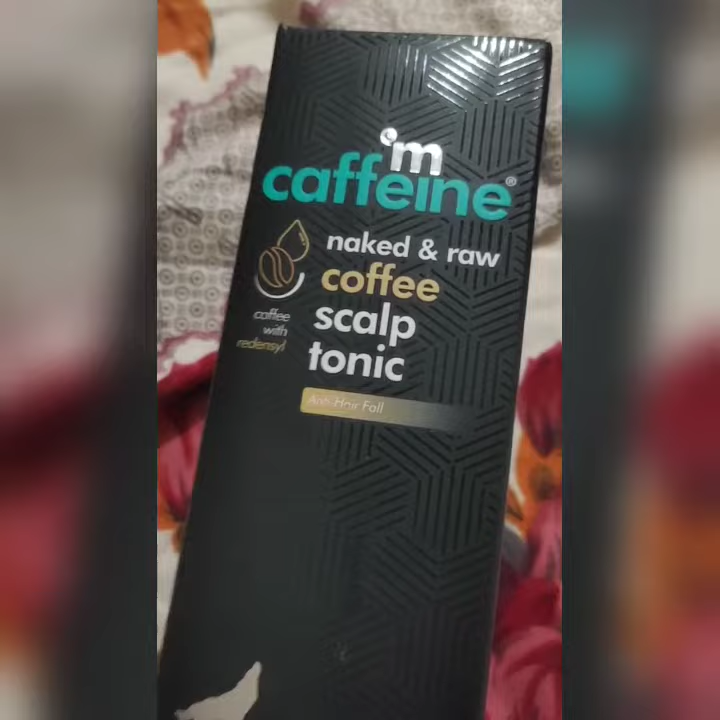 'm
caffeine®
naked & raw
coffee
scalp
tonic
coffee
with
redensyl
Anti Hair Fall